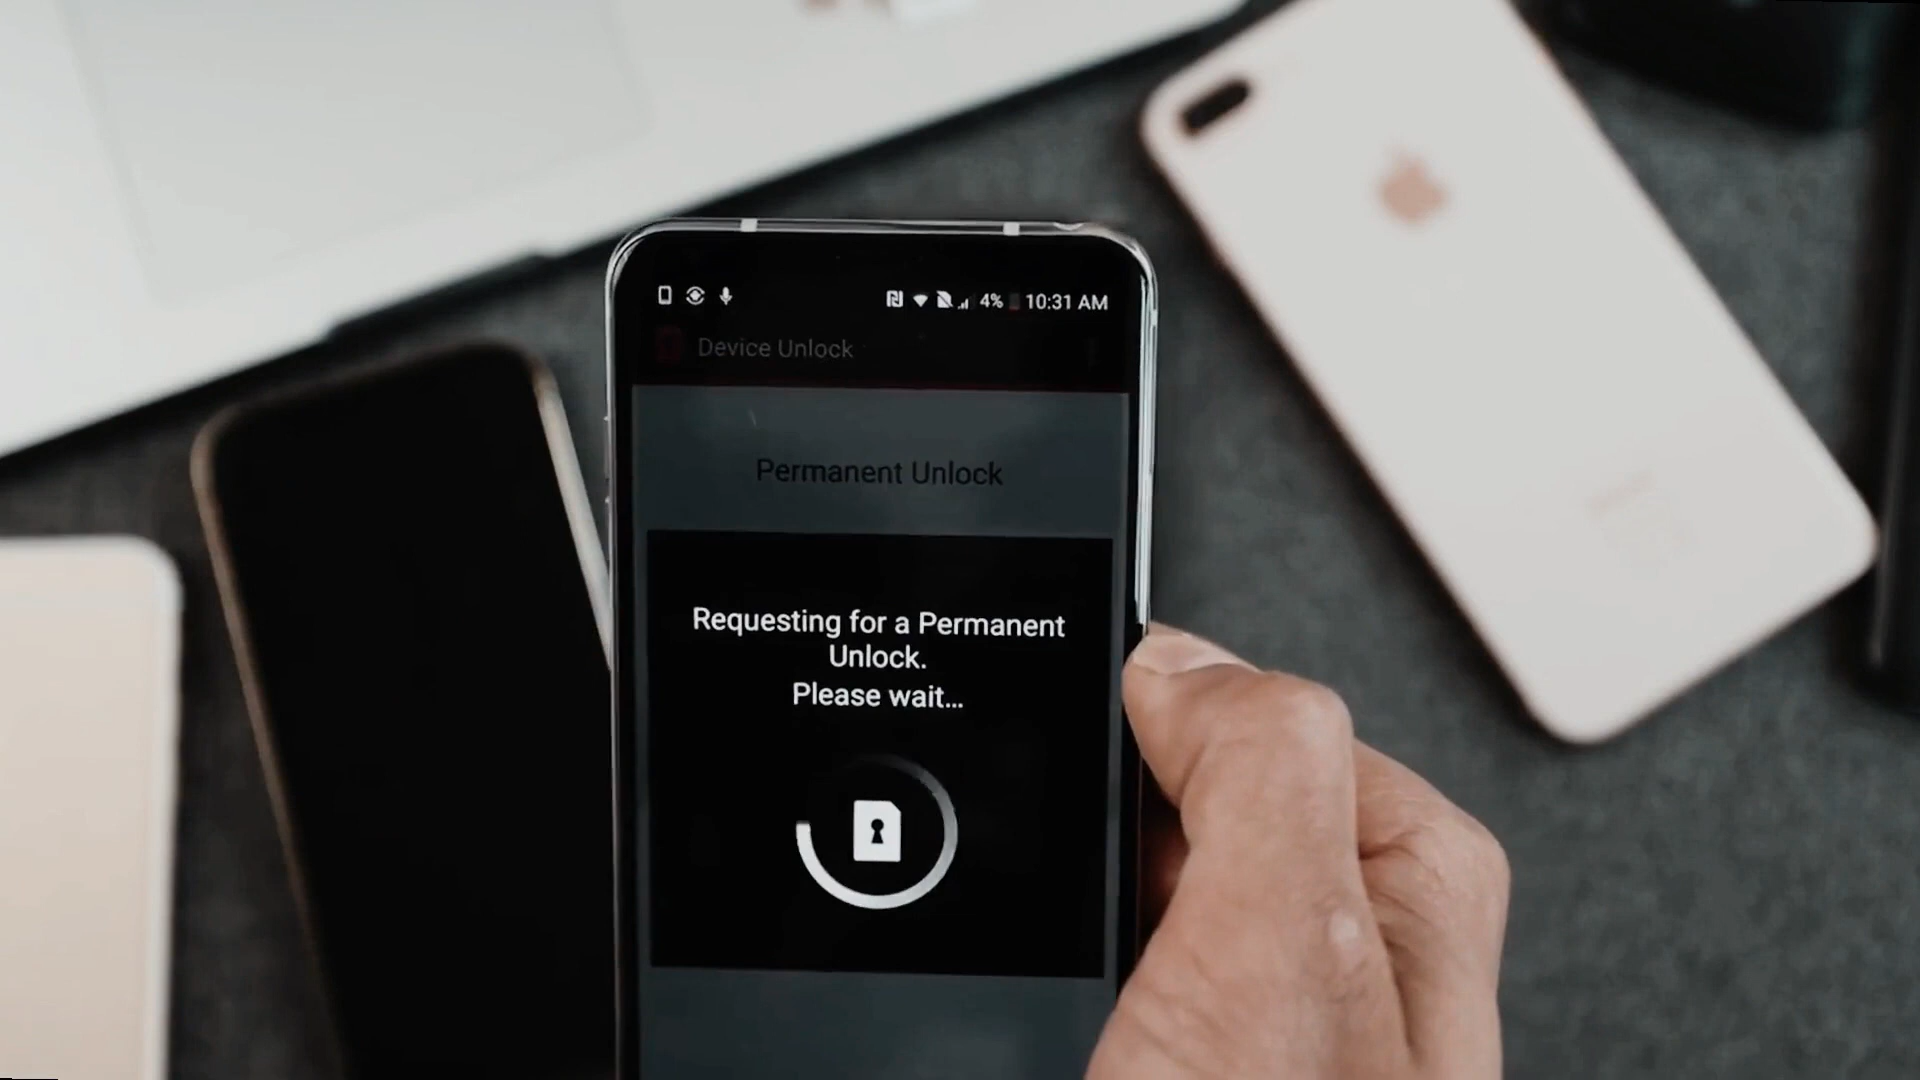 4% 10:31 AM
Device Unlock
Permanent Unlock
Requesting for a Permanent
Unlock.
Please wait...